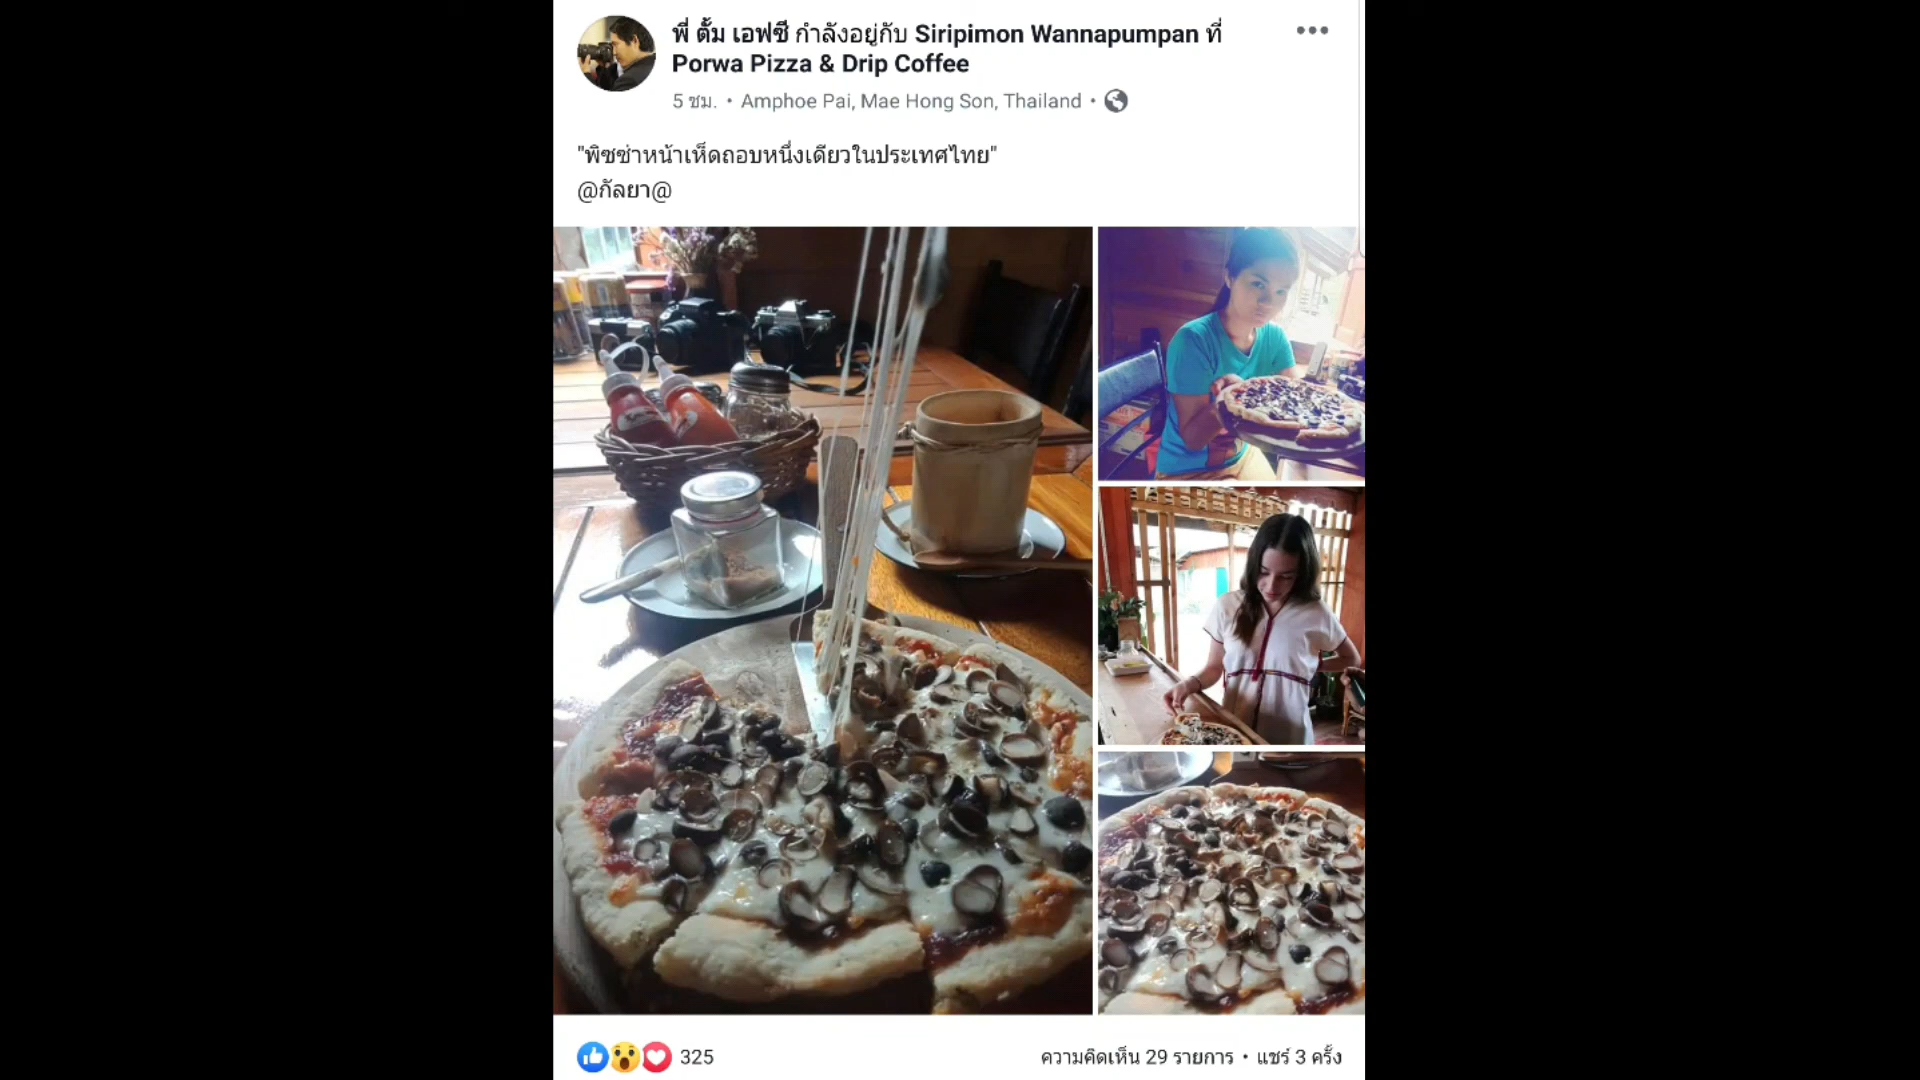 พี่ ตั้ม เอฟซี กำลังอยู่กับ Siripimon Wannapumpan ที่
Porwa Pizza & Drip Coffee
5 ชม. • Amphoe Pai, Mae Hong Son, Thailand •
"พิซซ่าหน้าเห็ดถอบหนึ่งเดียวในประเทศไทย"
@กัลยา@
325
ความคิดเห็น 29 รายการ • แชร์ 3 ครั้ง